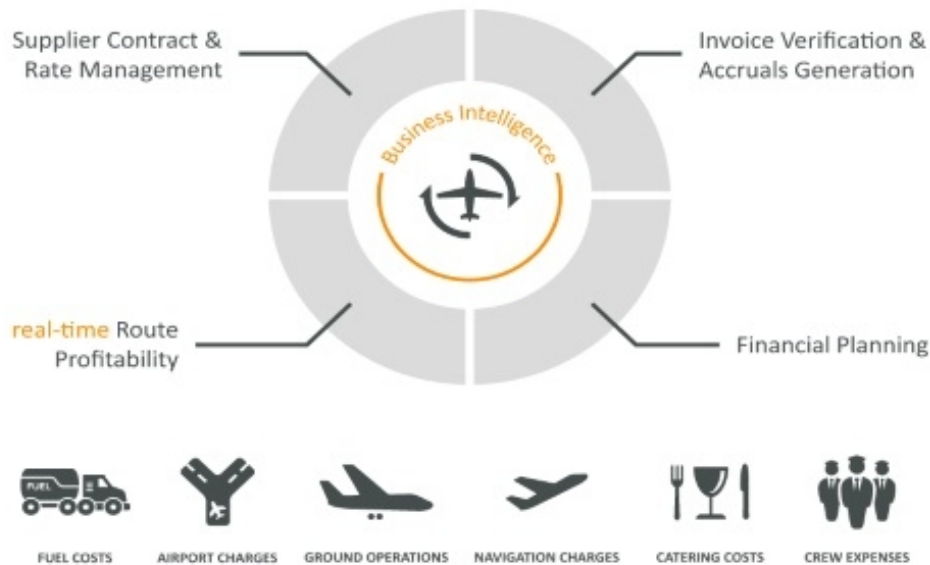 Supplier Contract &
Rate Management
Invoice Verification &
Accruals Generation
Business Intelligence
real-time Route
Profitability
Financial Planning
FUEL
FUEL COSTS
AIRPORT CHARGES
GROUND OPERATIONS
NAVIGATION CHARGES
CATERING COSTS
CREW EXPENSES